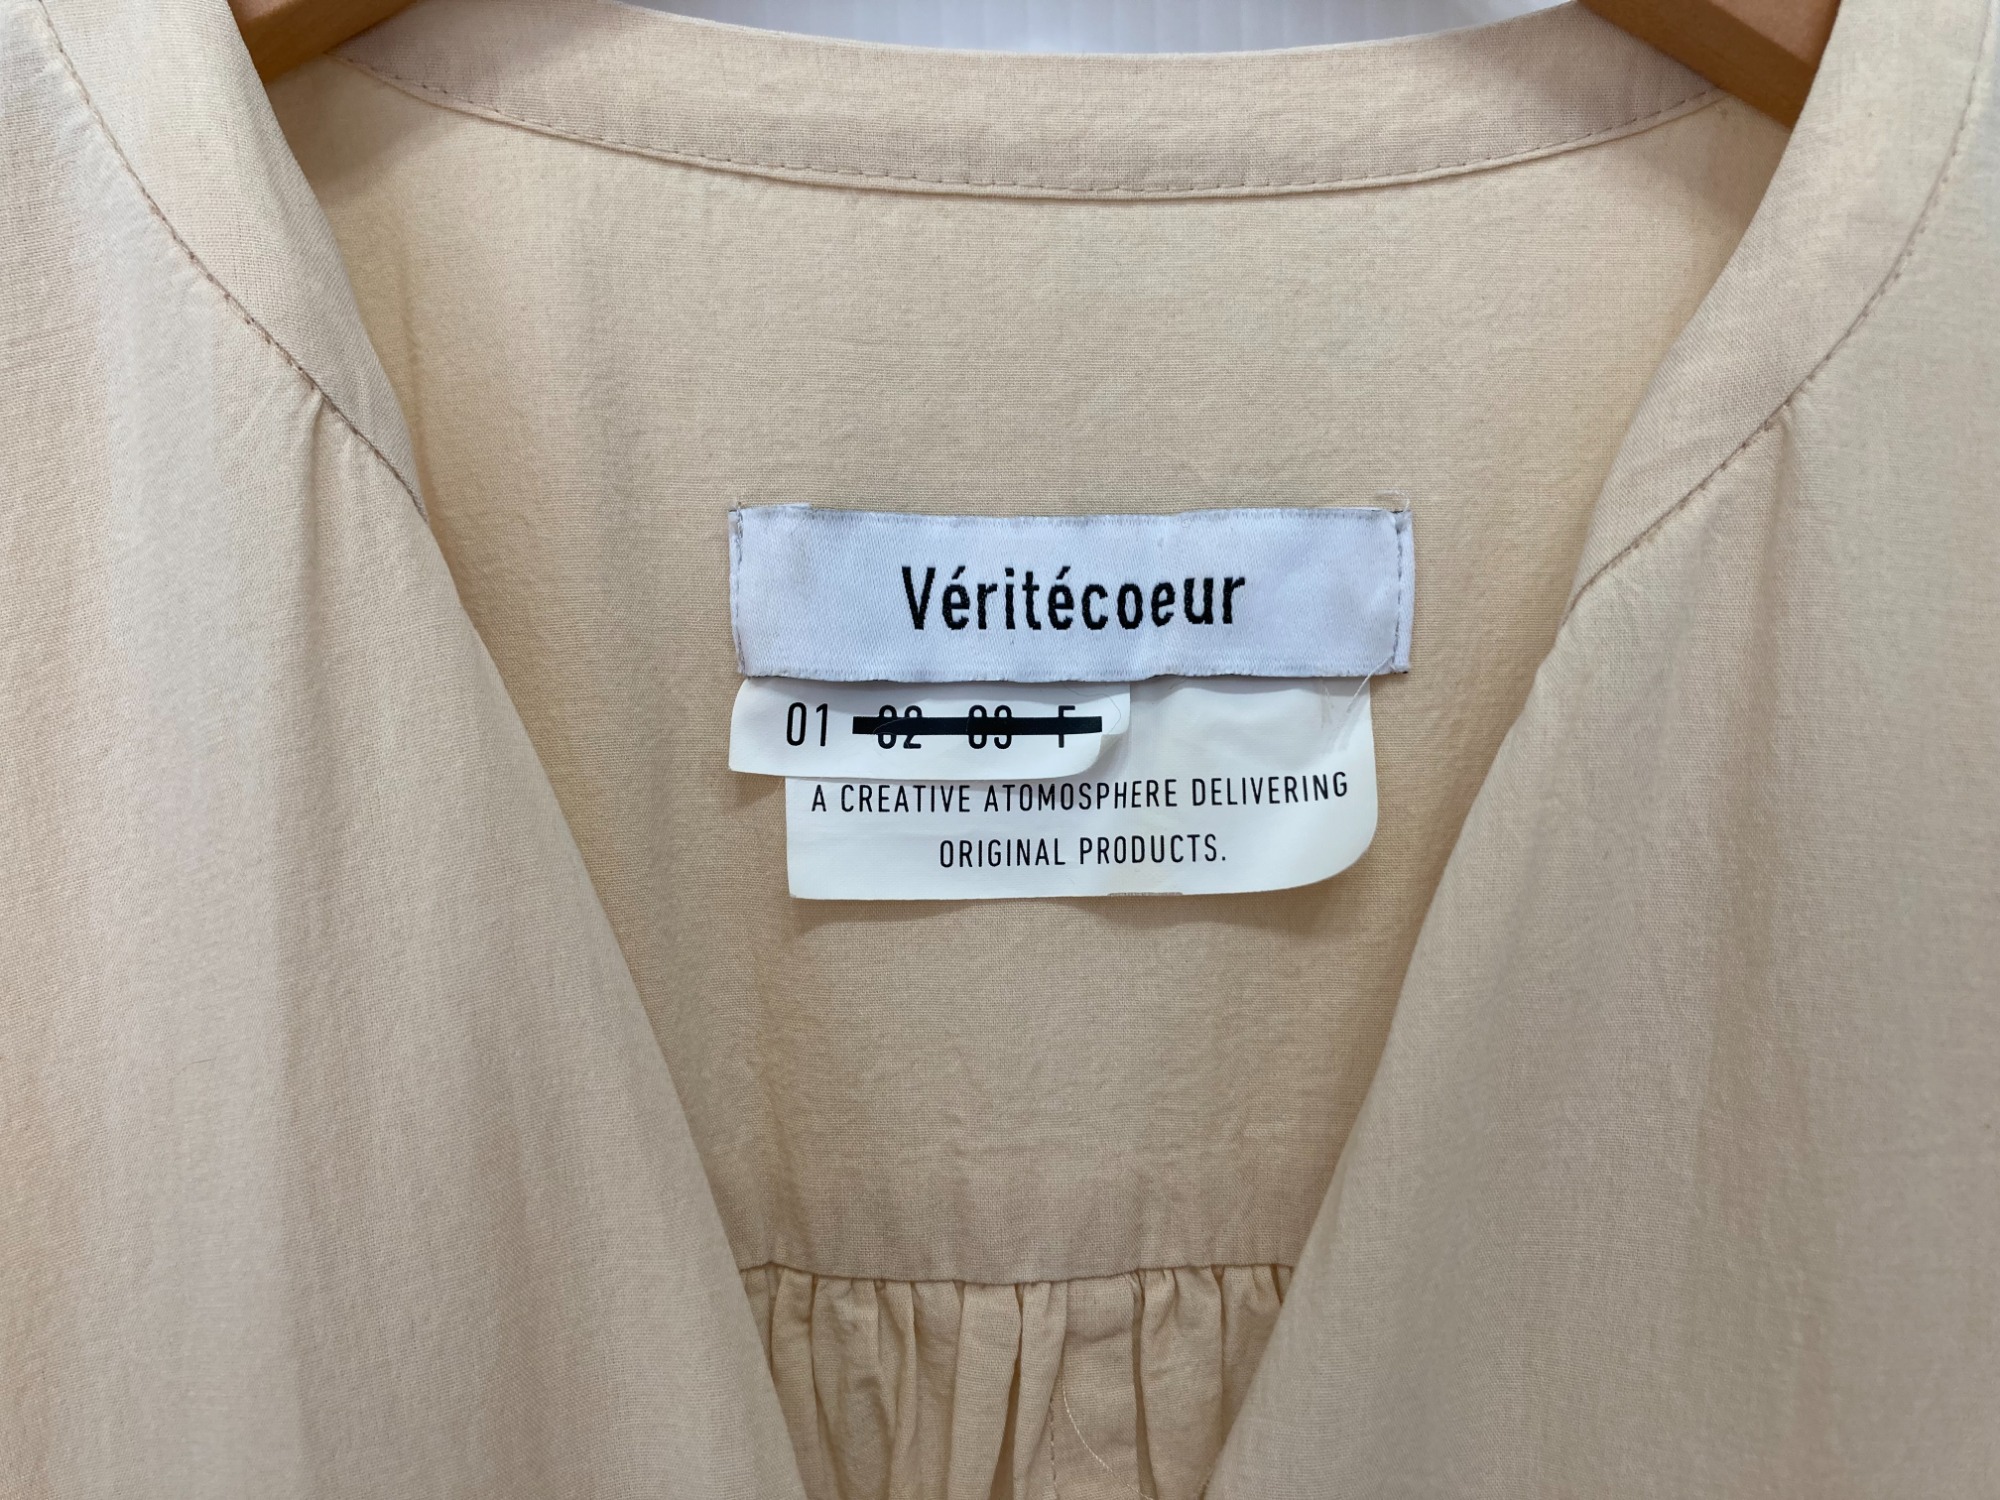 Véritécoeur
01 02 03 F
A CREATIVE ATOMOSPHERE DELIVERING
ORIGINAL PRODUCTS.